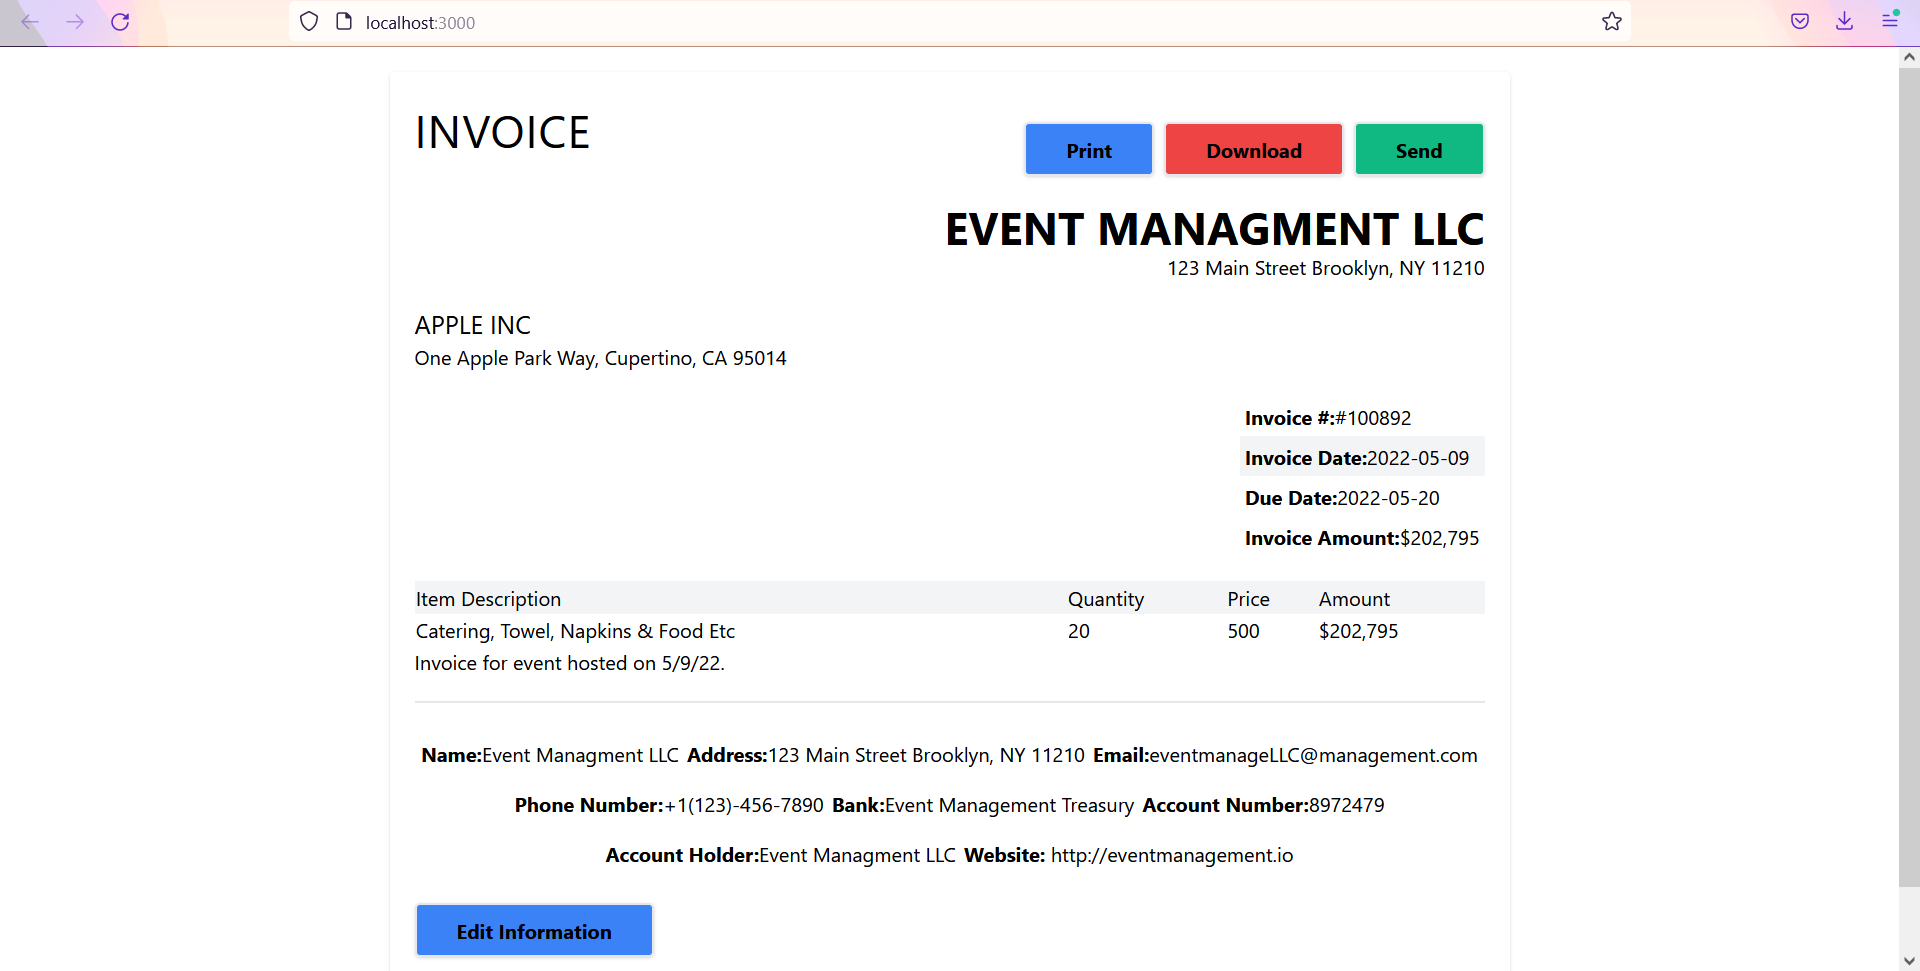 localhost:3000
INVOICE
Print Download Send
EVENT MANAGMENT LLC
123 Main Street Brooklyn, NY 11210
APPLE INC
One Apple Park Way, Cupertino, CA 95014
Invoice #:#100892
Invoice Date:2022-05-09
Due Date:2022-05-20
Invoice Amount:$202,795
Item Description Quantity Price Amount
Catering, Towel, Napkins & Food Etc 20 500 $202,795
Invoice for event hosted on 5/9/22.
Name:Event Managment LLC Address:123 Main Street Brooklyn, NY 11210 Email:eventmanageLLC@management.com
Phone Number:+1(123)-456-7890 Bank:Event Management Treasury Account Number:8972479
Account Holder:Event Managment LLC Website: http://eventmanagement.io
Edit Information